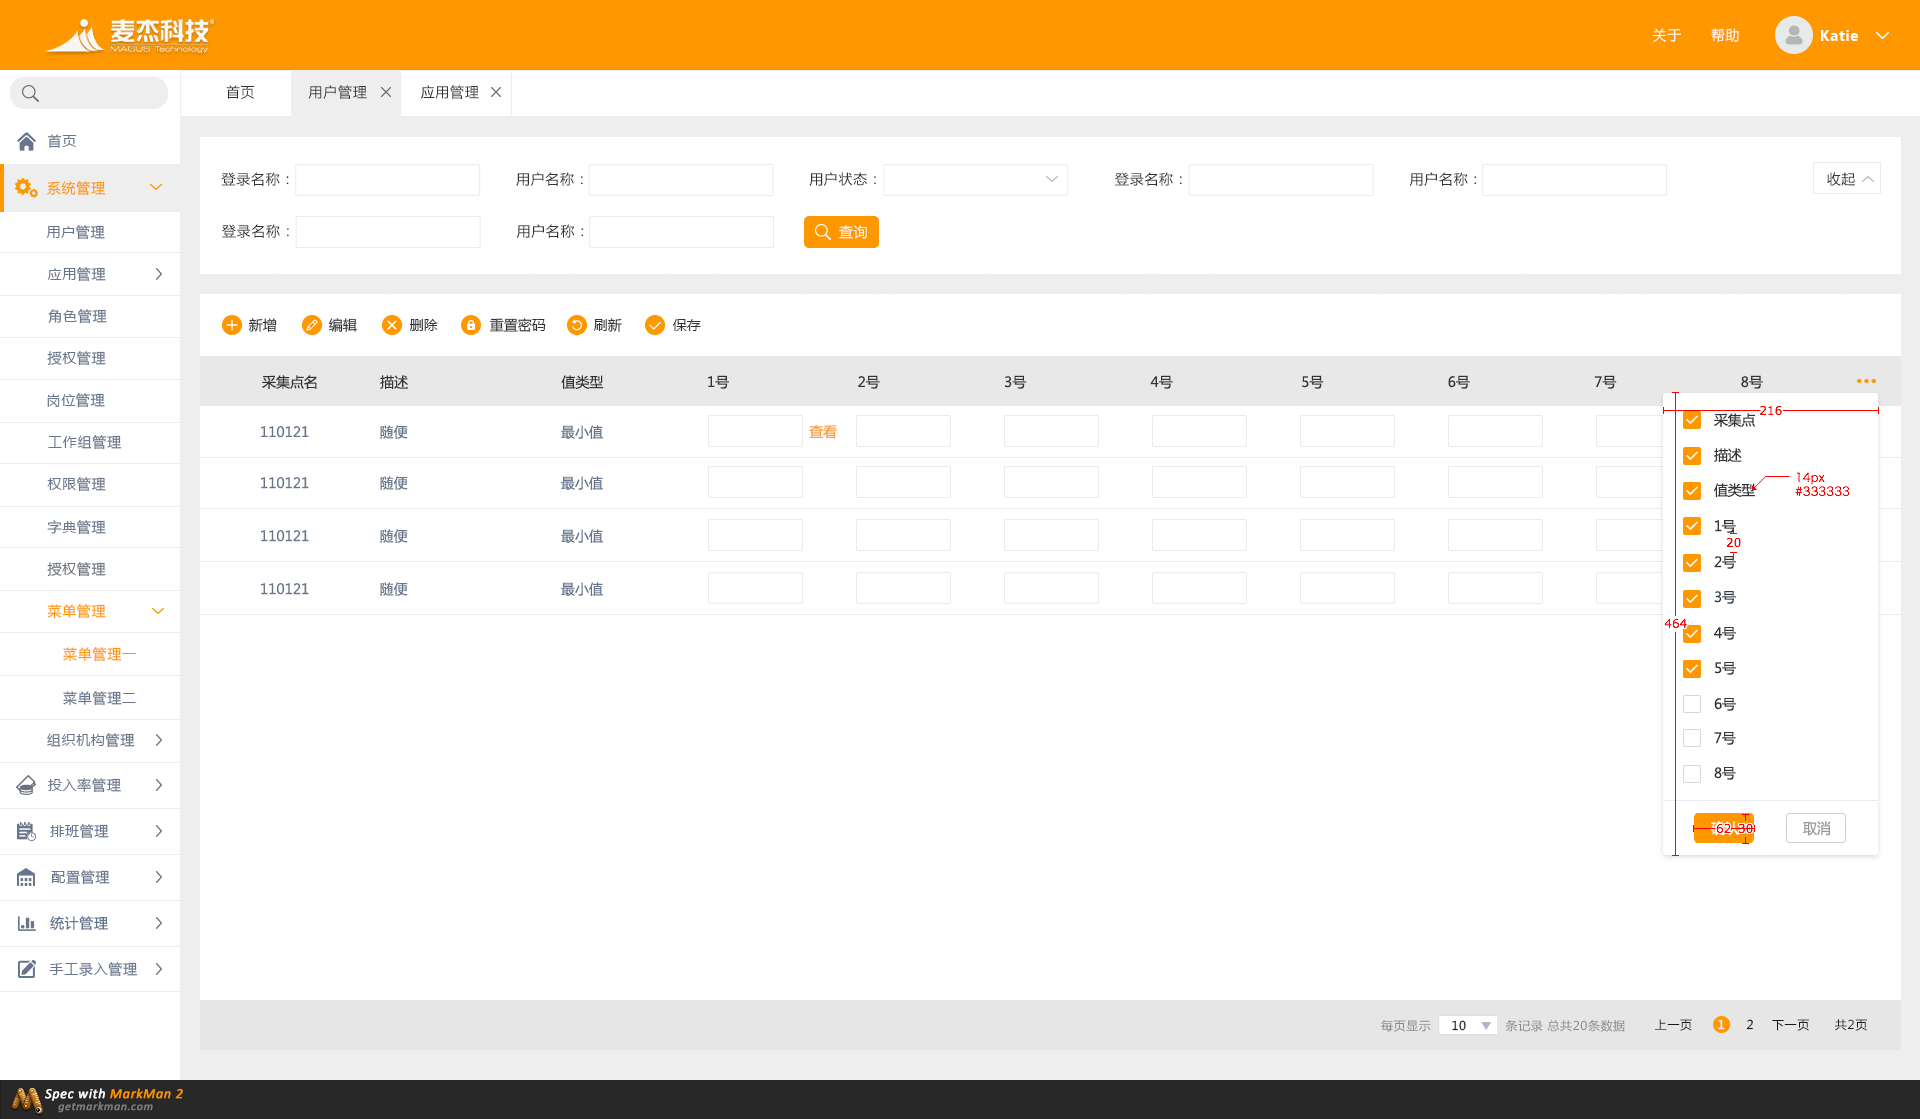 麦杰科技
MAGUS Technology
关于 帮助 Katie
首页 用户管理 应用管理
首页
系统管理
用户管理
应用管理
角色管理
授权管理
岗位管理
工作组管理
权限管理
字典管理
授权管理
菜单管理
菜单管理一
菜单管理二
组织机构管理
投入率管理
排班管理
配置管理
统计管理
手工录入管理
登录名称： 用户名称： 用户状态： 登录名称： 用户名称： 收起
登录名称： 用户名称： 查询
新增 编辑 删除 重置密码 刷新 保存
采集点名 描述 值类型 1号 2号 3号 4号 5号 6号 7号 8号
110121 随便 最小值 查看
110121 随便 最小值
110121 随便 最小值
110121 随便 最小值
216
采集点
描述
值类型
14px
#333333
1号
20
2号
3号
464
4号
5号
6号
7号
8号
62 30
取消
每页显示 10 条记录 总共20条数据 上一页 1 2 下一页 共2页
Spec with MarkMan 2
getmarkman.com